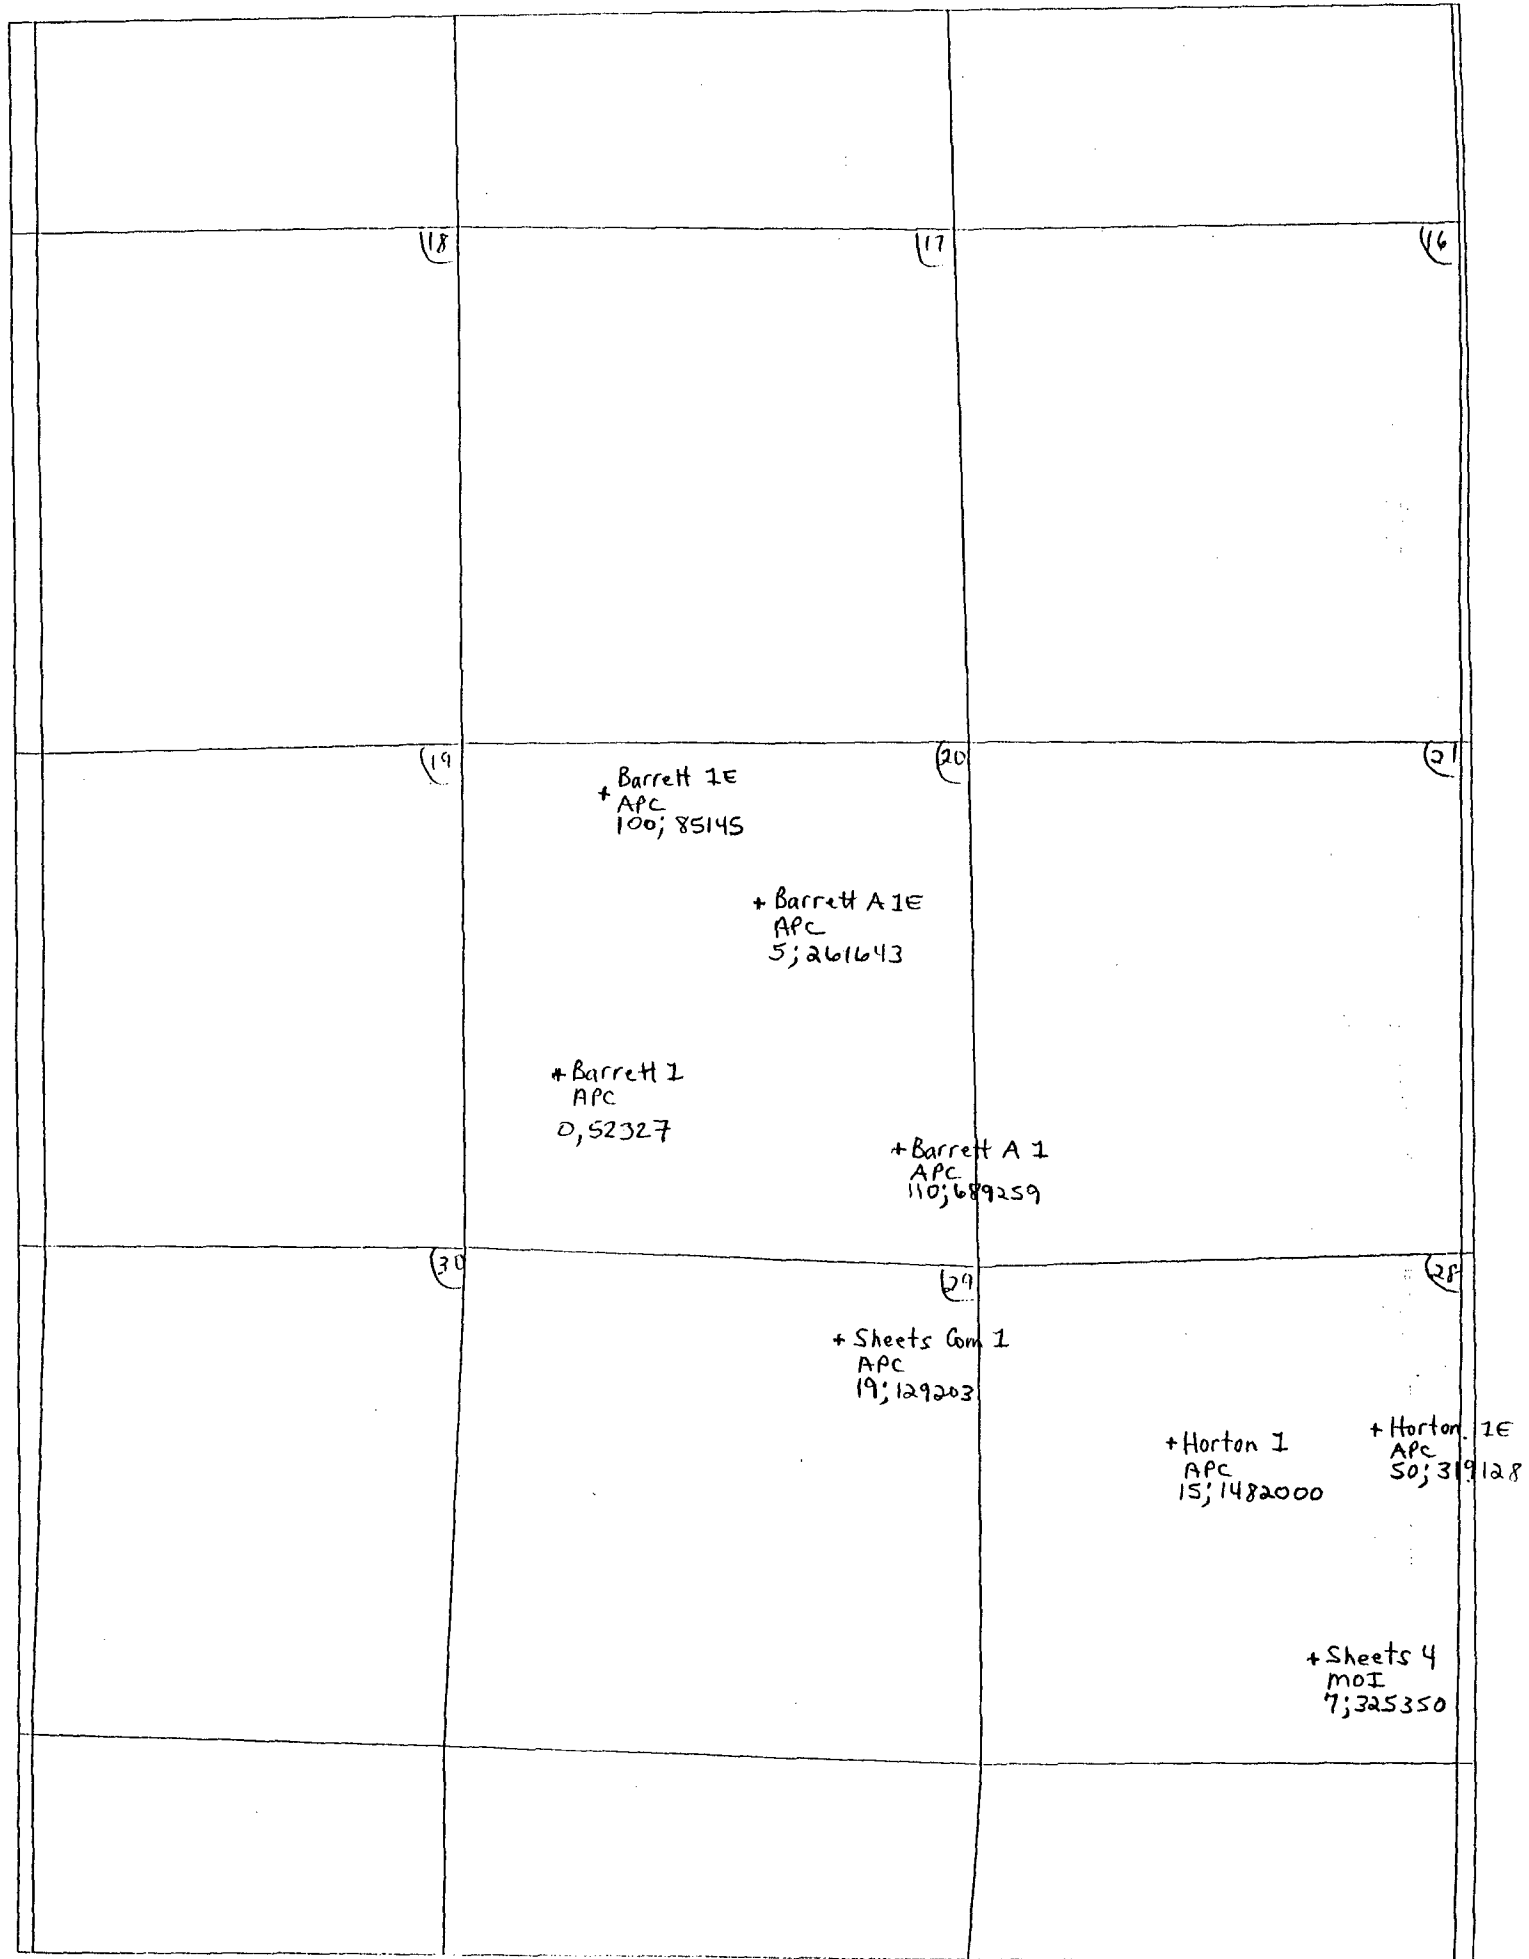 18
17
16
19
20
21
Barrett 1E
APC
100; 85145
Barrett A 1E
APC
5; 261643
Barrett 1
APC
0,52327
Barrett A 1
APC
110; 689259
30
29
28
Sheets Com 1
APC
19; 129203
Horton 1
APC
15; 1482000
Horton 1E
APC
50; 319128
Sheets 4
MOI
7; 325350